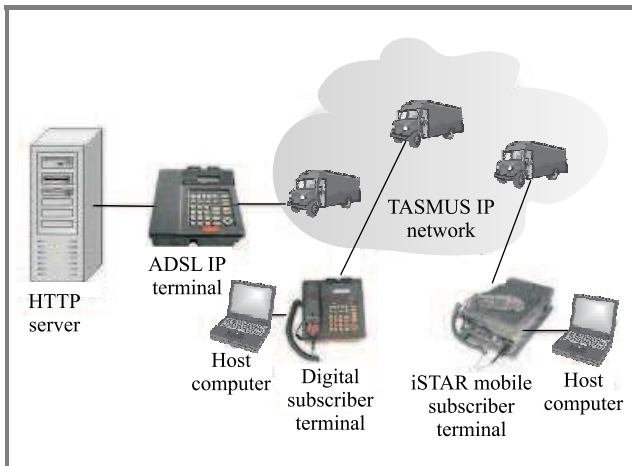 TASMUS IP
network
ADSL IP
terminal
HTTP
server
Host
computer
Digital
subscriber
terminal
iSTAR mobile
subscriber
terminal
Host
computer